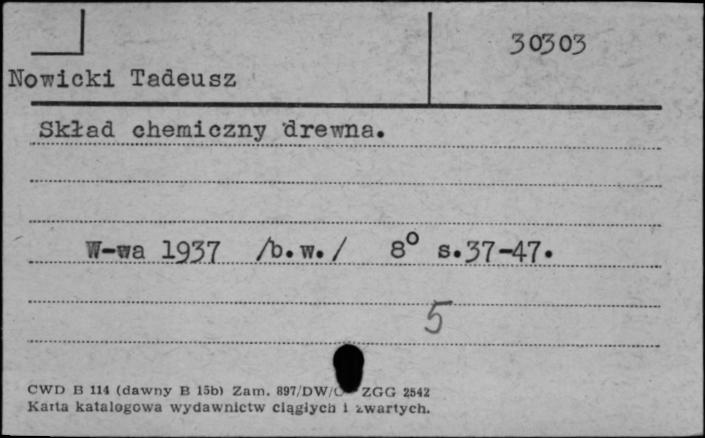 30303
Nowicki Tadeusz
Skład chemiczny drewna.
W-wa 1937 /b.w./ 8° s.37-47.
5
CWD B 114 (dawny B 15b) Zam. 897/DW/ ZGG 2542
Karta katalogowa wydawnictw ciągłych i zwartych.